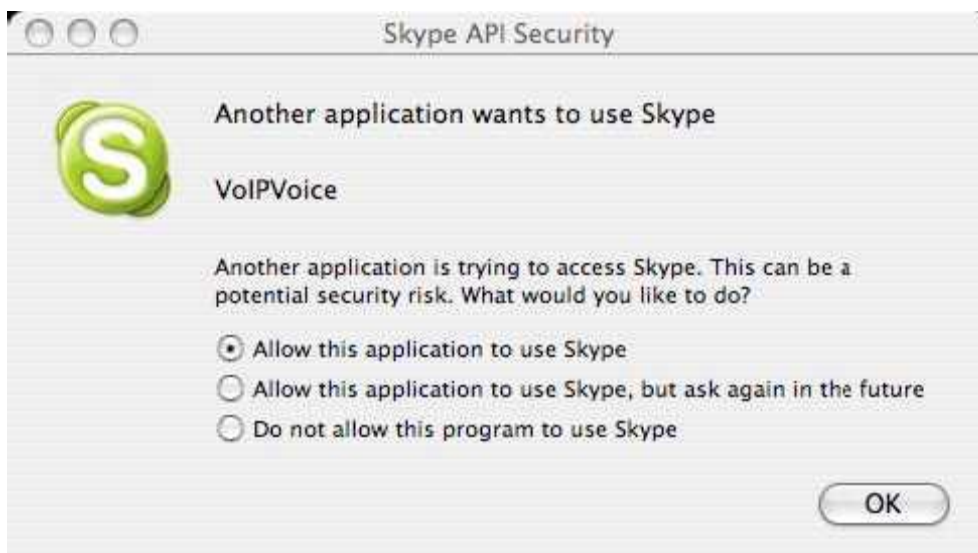 Skype API Security
Another application wants to use Skype
VoIPVoice
Another application is trying to access Skype. This can be a
potential security risk. What would you like to do?
Allow this application to use Skype
Allow this application to use Skype, but ask again in the future
Do not allow this program to use Skype
OK